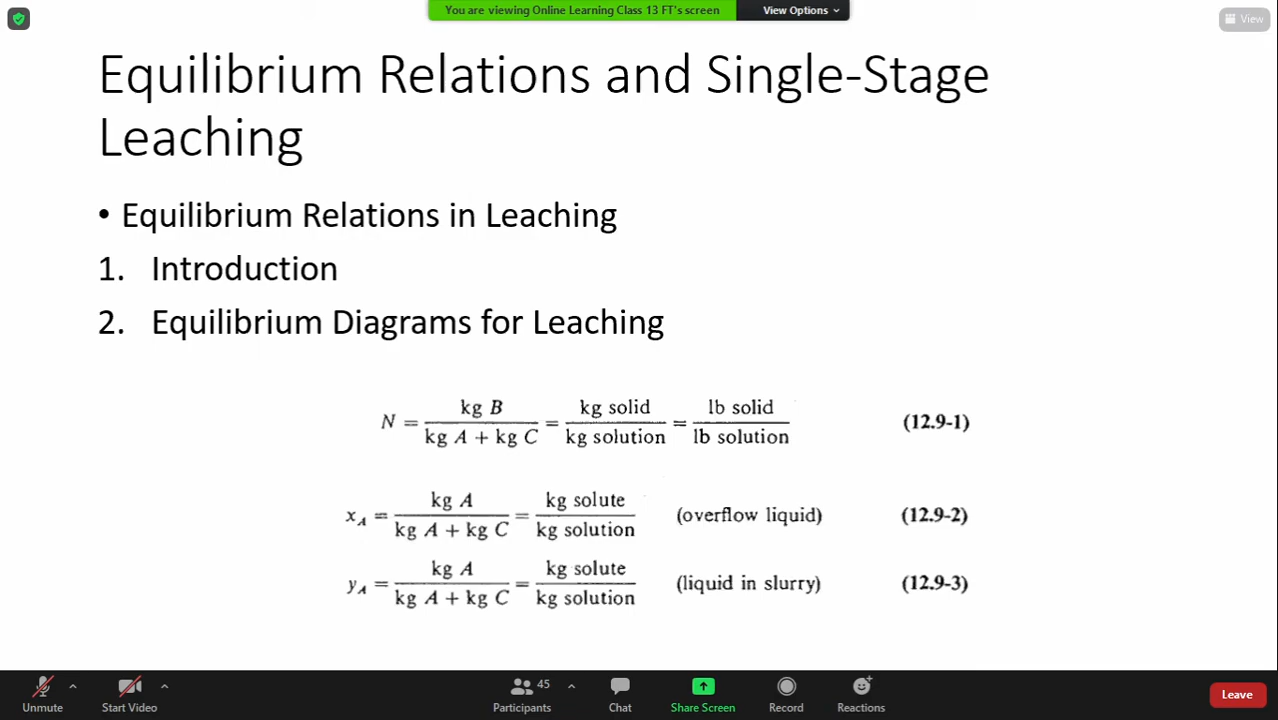 You are viewing Online Learning Class 13 FT's screen
View Options
View
Equilibrium Relations and Single-Stage
Leaching
• Equilibrium Relations in Leaching
1. Introduction
2. Equilibrium Diagrams for Leaching
N = kg B / kg A + kg C = kg solid / kg solution = lb solid / lb solution (12.9-1)
x_A = kg A / kg A + kg C = kg solute / kg solution (overflow liquid) (12.9-2)
y_A = kg A / kg A + kg C = kg solute / kg solution (liquid in slurry) (12.9-3)
Unmute
Start Video
45
Participants
Chat
Share Screen
Record
Reactions
Leave